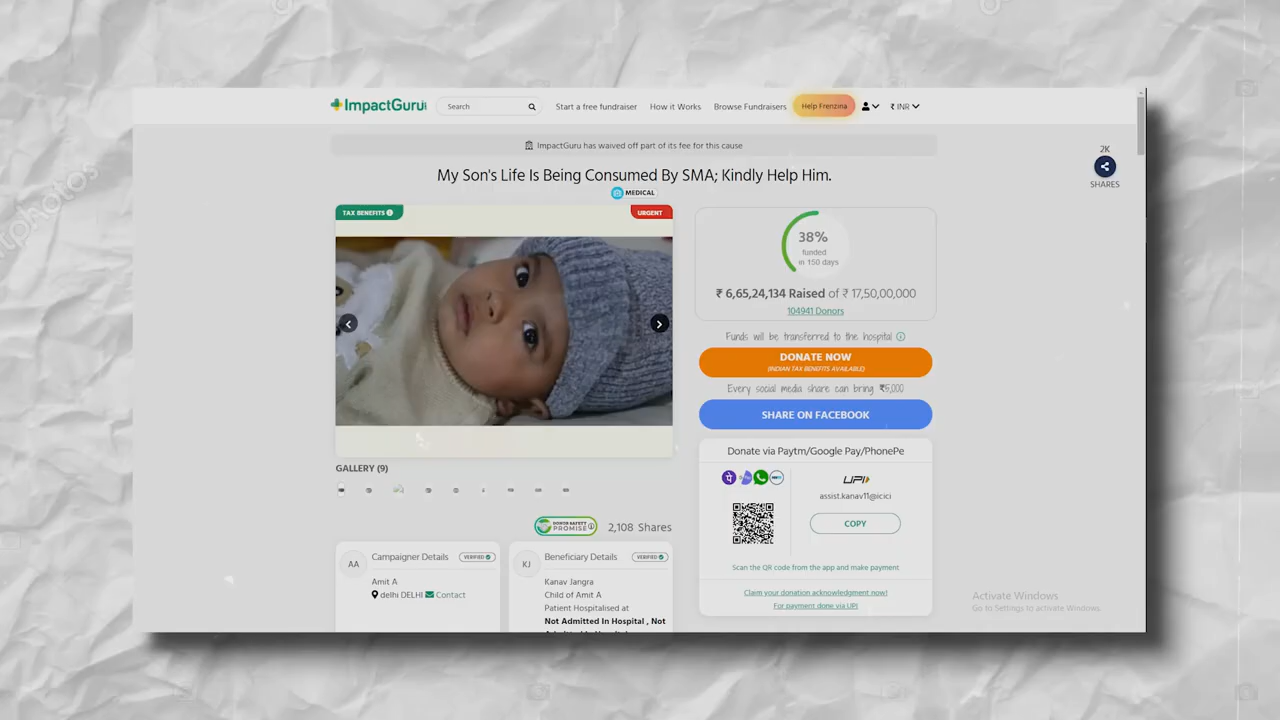 ImpactGuru
Search
Start a free fundraiser
How it Works
Browse Fundraisers
Help Frenzina
₹ INR
ImpactGuru has waived off part of its fee for this cause
2K
SHARES
My Son's Life Is Being Consumed By SMA; Kindly Help Him.
MEDICAL
TAX BENEFITS
URGENT
38%
funded
in 150 days
₹ 6,65,24,134 Raised of ₹ 17,50,00,000
104941 Donors
Funds will be transferred to the hospital
DONATE NOW
(INDIAN TAX BENEFITS AVAILABLE)
Every social media share can bring ₹5,000
SHARE ON FACEBOOK
Donate via Paytm/Google Pay/PhonePe
UPI
assist.kanav11@icici
COPY
Scan the QR code from the app and make payment
Claim your donation acknowledgment now!
For payment done via UPI
GALLERY (9)
DONOR SAFETY
PROMISE
2,108 Shares
AA
Campaigner Details
VERIFIED
Amit A
delhi DELHI
Contact
KJ
Beneficiary Details
VERIFIED
Kanav Jangra
Child of Amit A
Patient Hospitalised at
Not Admitted In Hospital , Not
Activate Windows
Go to Settings to activate Windows.